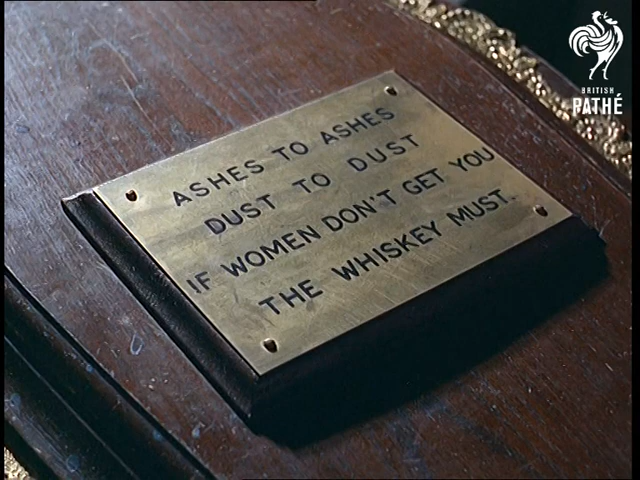 BRITISH
PATHÉ
ASHES TO ASHES
DUST TO DUST
IF WOMEN DON'T GET YOU
THE WHISKEY MUST.